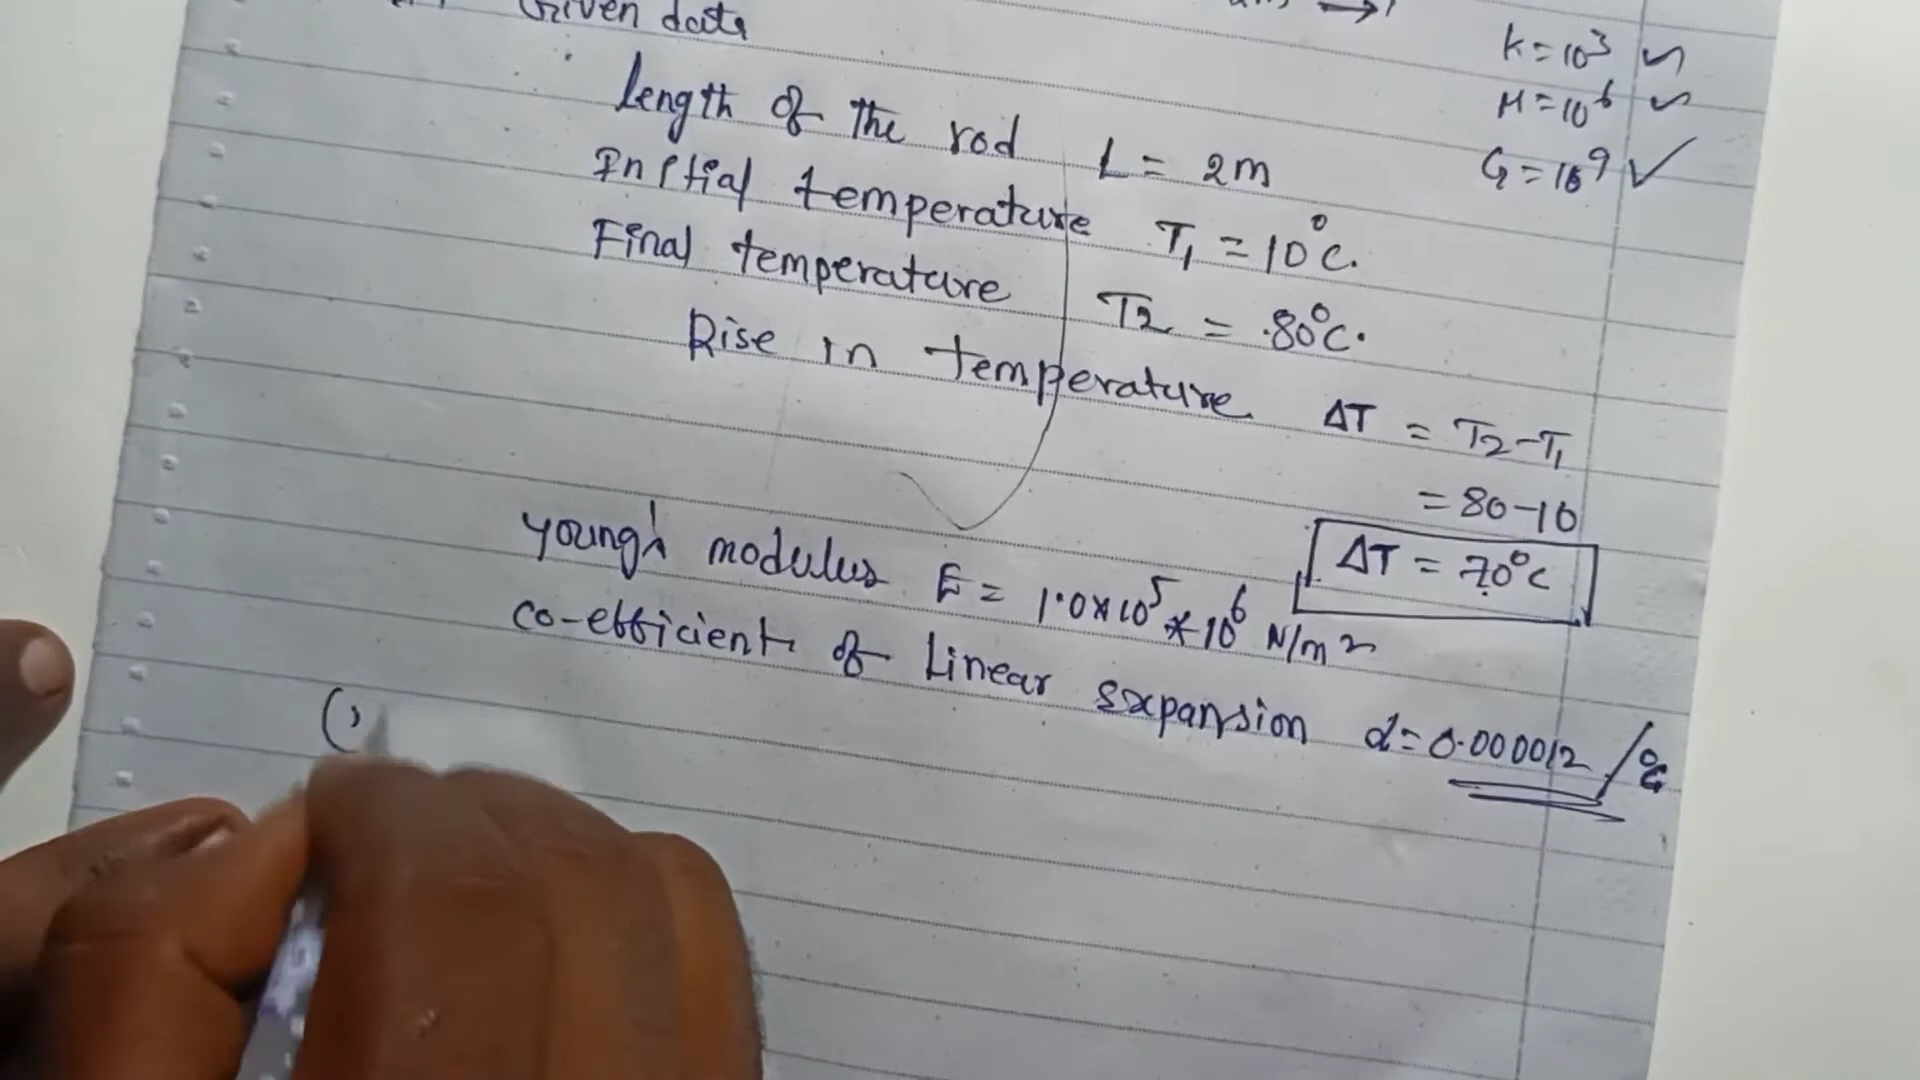 Given data
K = 10³
M = 10⁶
G = 10⁹ ✓
Length of the rod L = 2m
Initial temperature T₁ = 10°C.
Final temperature T₂ = 80°C.
Rise in temperature ΔT = T₂-T₁
= 80-10
ΔT = 70°C
Young's modulus E = 1.0×10⁵ × 10⁶ N/m²
co-efficient of Linear expansion α = 0.000012 /°C
(i